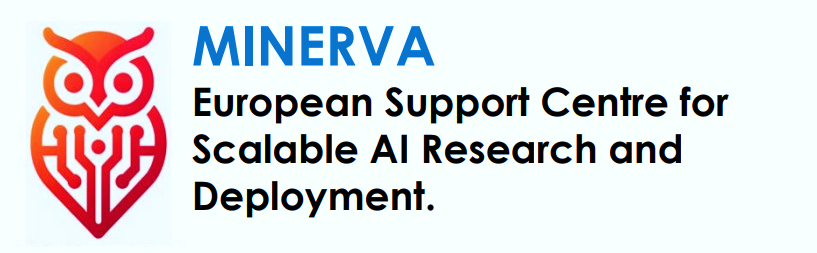 MINERVA
European Support Centre for
Scalable AI Research and
Deployment.